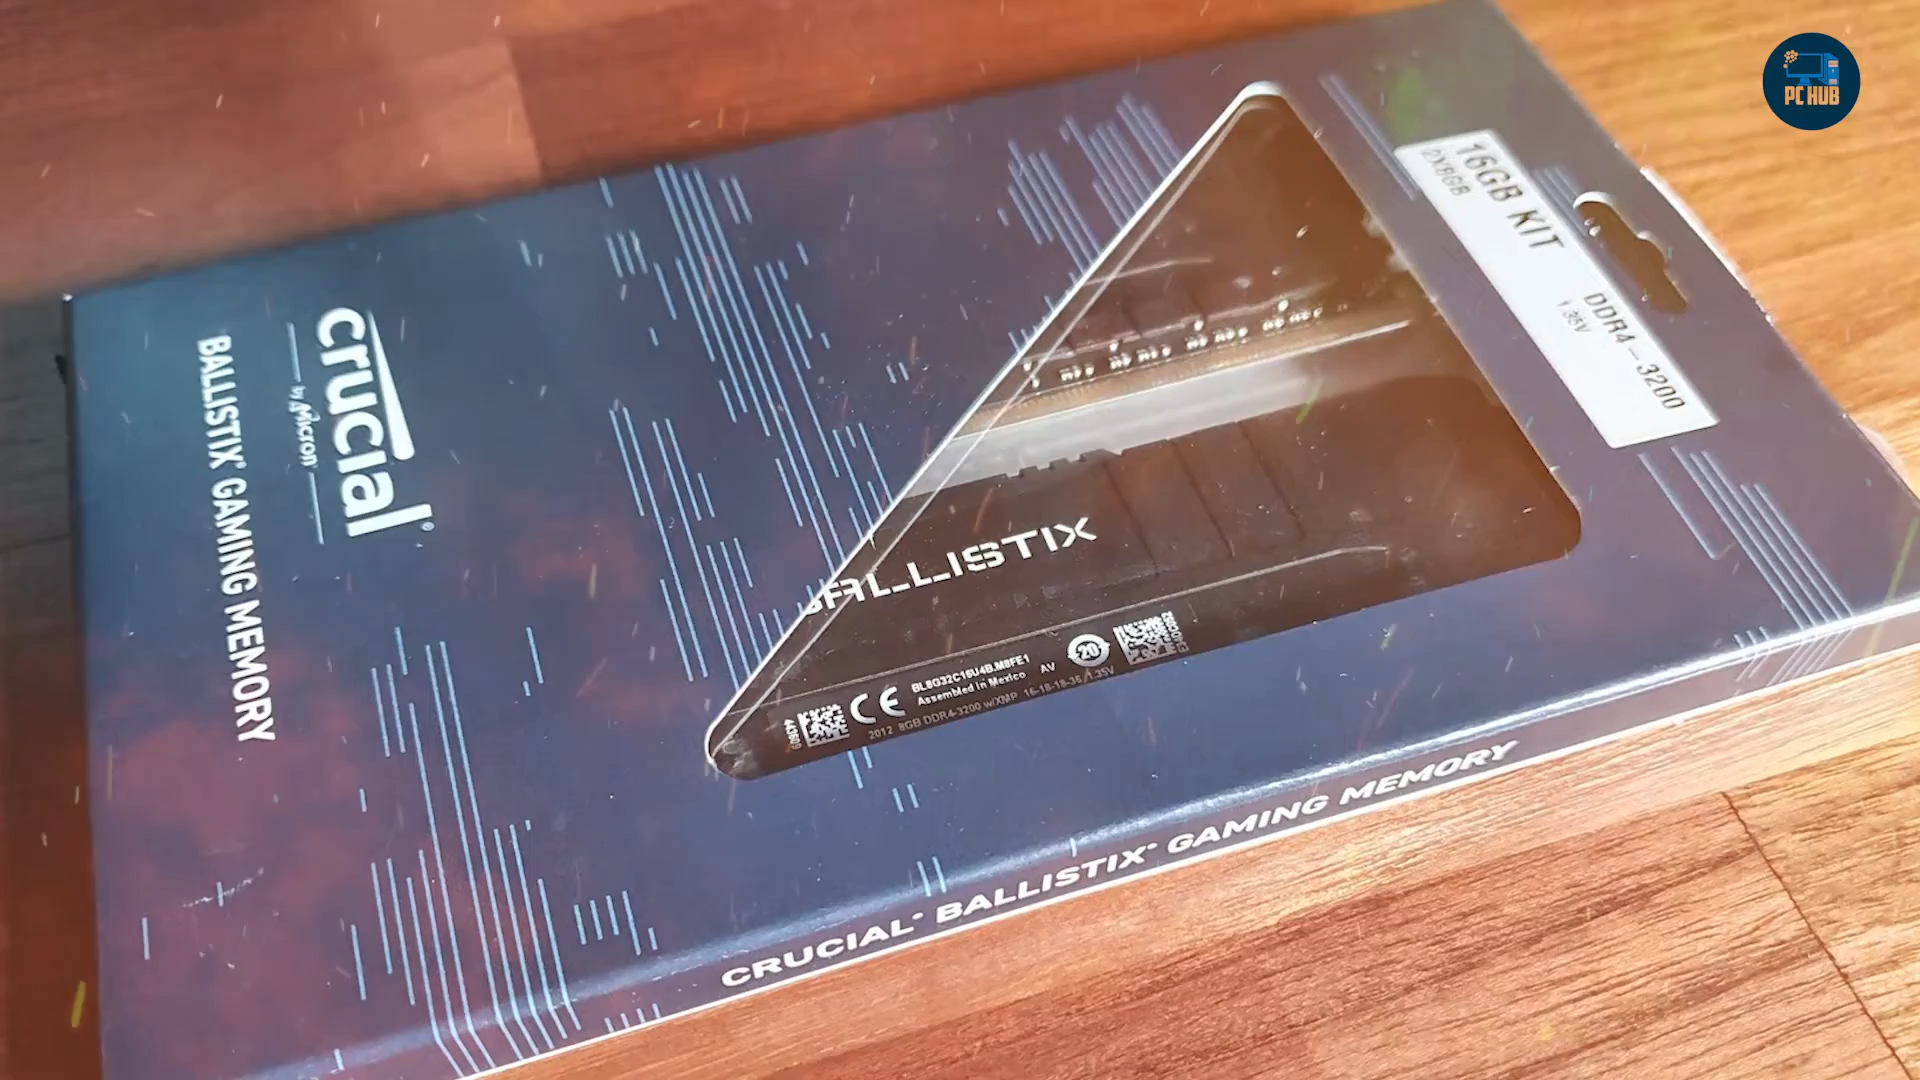 PC HUB
16GB KIT
2X8GB
DDR4-3200
1.35V
crucial
by Micron
BALLISTIX GAMING MEMORY
BALLISTIX
BL8G32C16U4B.M8FE1
Assembled in Mexico
AV
20
CE
2012 8GB DDR4-3200 w/XMP 16-18-18-36 /1.35V
CRUCIAL BALLISTIX GAMING MEMORY